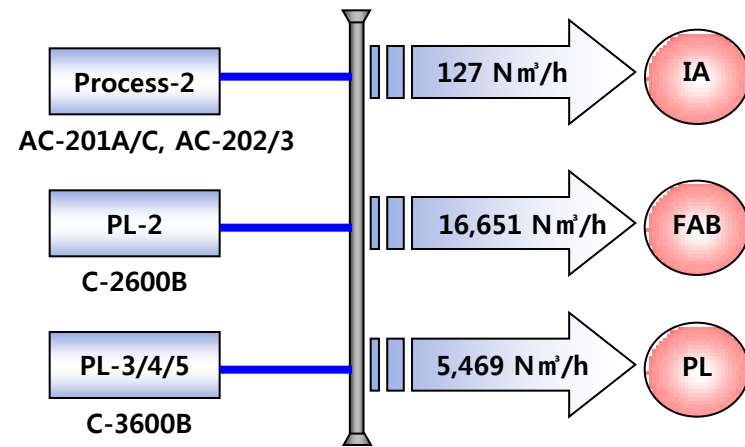 Process-2
127 N㎥/h
IA
AC-201A/C, AC-202/3
PL-2
16,651 N㎥/h
FAB
C-2600B
PL-3/4/5
5,469 N㎥/h
PL
C-3600B